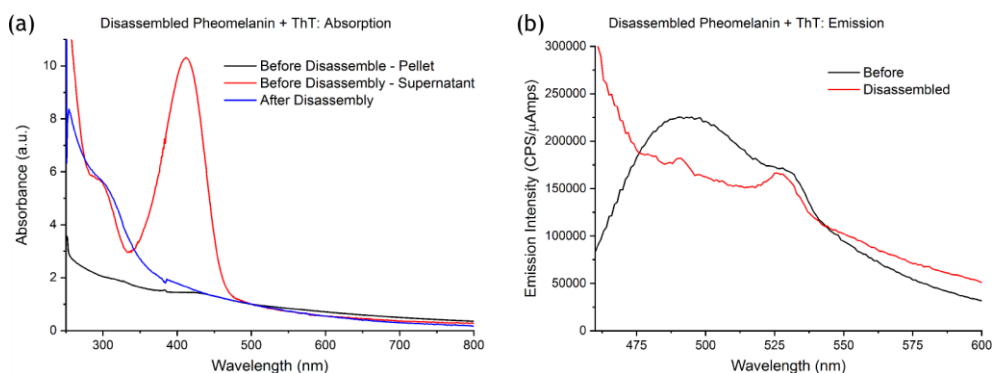 (a)
Disassembled Pheomelanin + ThT: Absorption
Before Disassemble - Pellet
Before Disassembly - Supernatant
After Disassembly
Absorbance (a.u.)
10
8
6
4
2
0
300
400
500
600
700
800
Wavelength (nm)
(b)
Disassembled Pheomelanin + ThT: Emission
Before
Disassembled
Emission Intensity (CPS/μAmps)
300000
250000
200000
150000
100000
50000
0
475
500
525
550
575
600
Wavelength (nm)